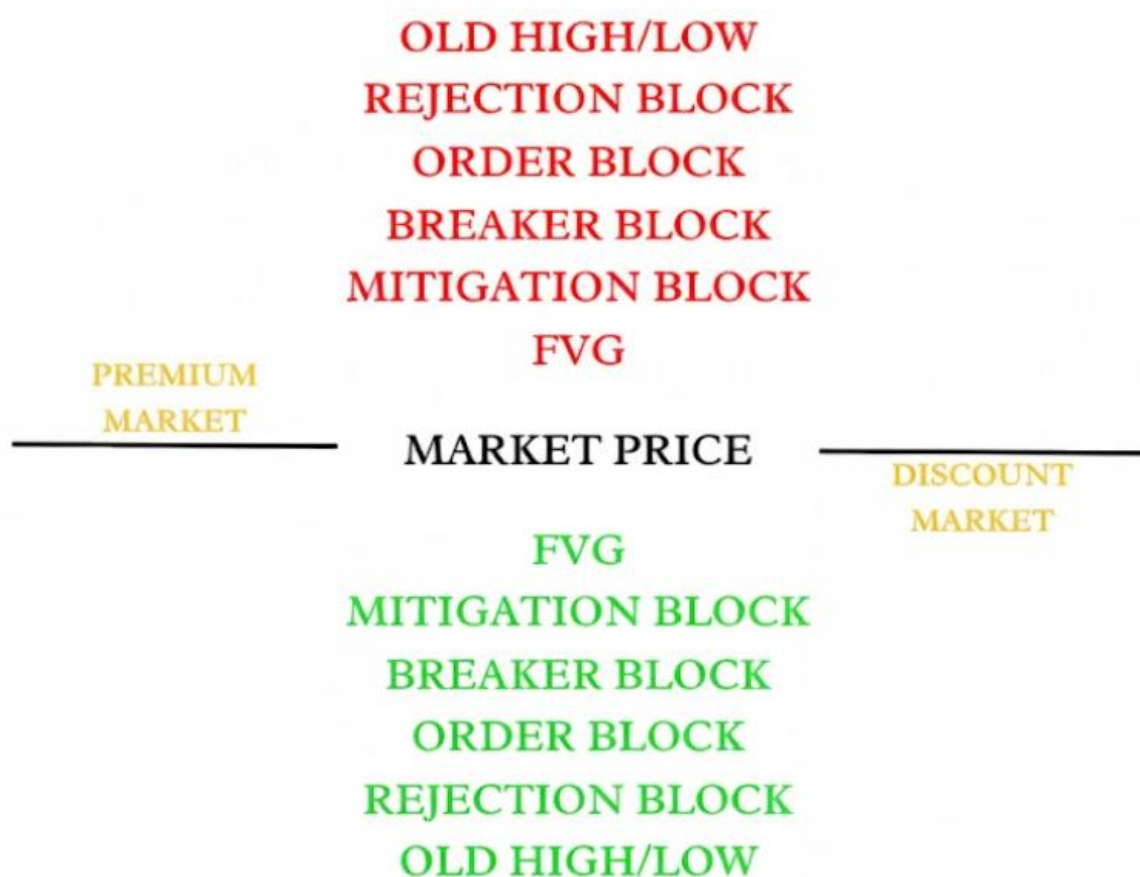 OLD HIGH/LOW
REJECTION BLOCK
ORDER BLOCK
BREAKER BLOCK
MITIGATION BLOCK
FVG
PREMIUM
MARKET
MARKET PRICE
DISCOUNT
MARKET
FVG
MITIGATION BLOCK
BREAKER BLOCK
ORDER BLOCK
REJECTION BLOCK
OLD HIGH/LOW